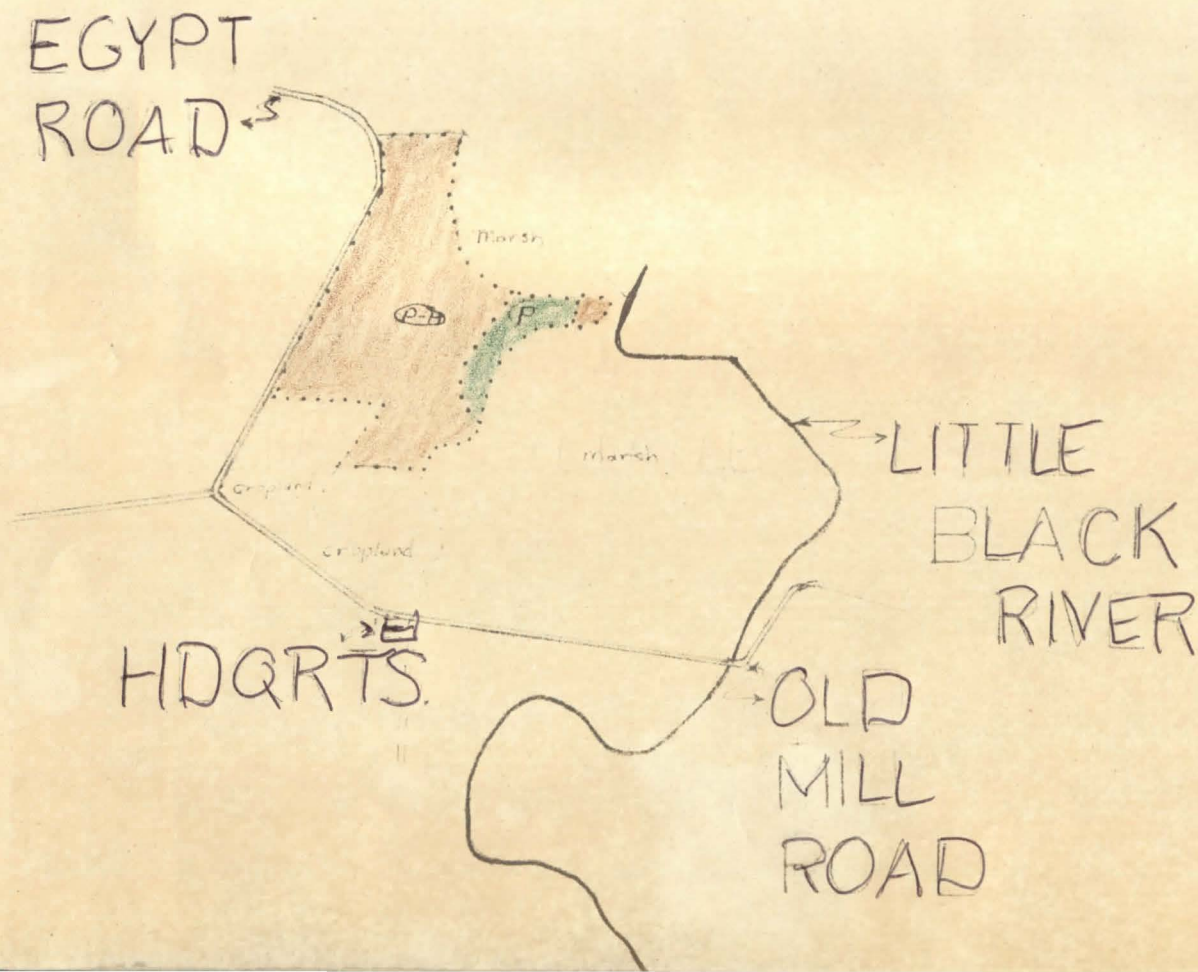 EGYPT
ROAD
Marsh
P-H
P
Marsh
LITTLE
BLACK
RIVER
cropland
cropland
HDQRTS.
OLD
MILL
ROAD